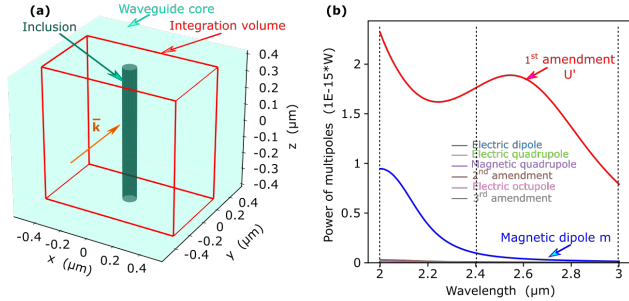 (a)
Waveguide core
Inclusion
Integration volume
k
0.4
0.3
0.2
0.1
0
-0.1
-0.2
-0.3
-0.4
z (μm)
-0.4
-0.2
0
0.2
0.4
x (μm)
-0.4
-0.2
0
0.2
0.4
y (μm)
(b)
Power of multipoles (1E-15*W)
2
1.5
1
0.5
0
1st amendment
U'
Electric dipole
Electric quadrupole
Magnetic quadrupole
2nd amendment
Electric octupole
3rd amendment
Magnetic dipole m
2
2.2
2.4
2.6
2.8
3
Wavelength (μm)